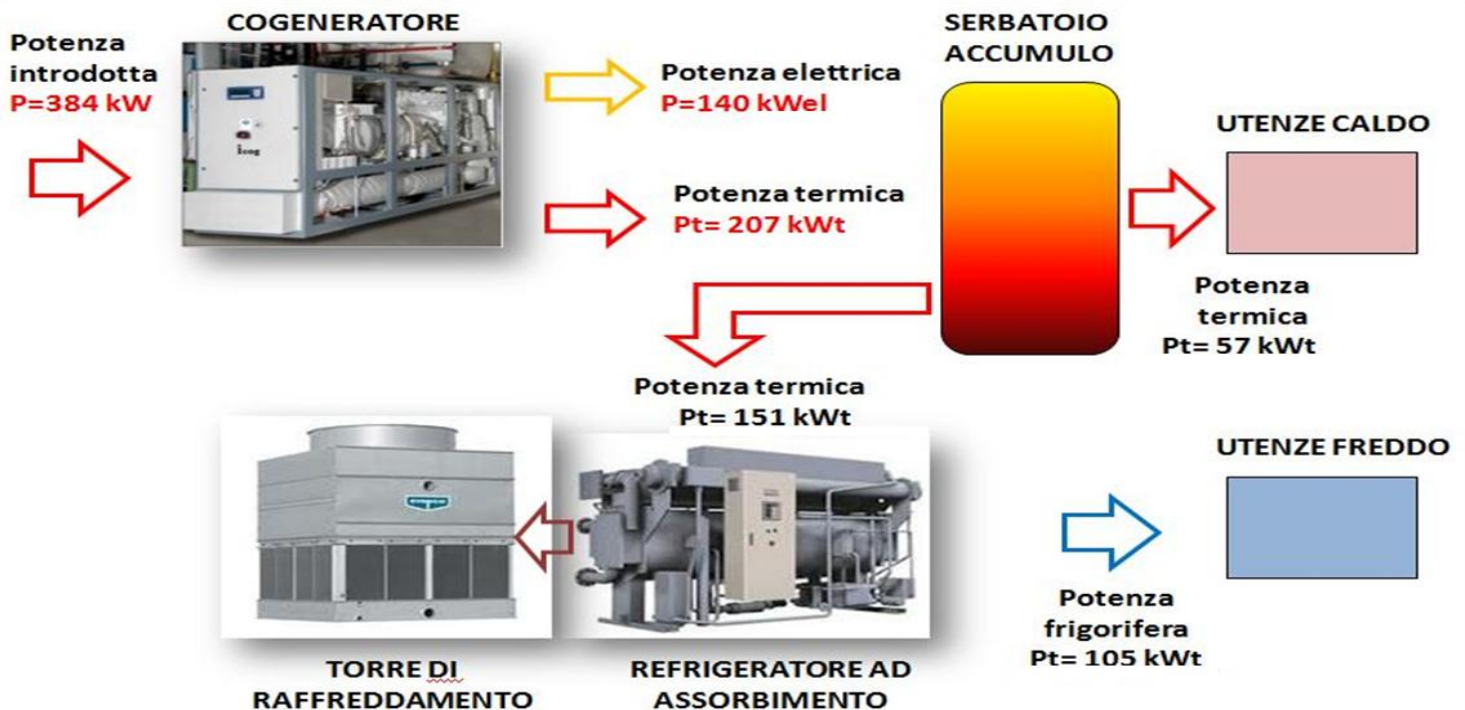 COGENERATORE
Potenza
introdotta
P=384 kW
icog
Potenza elettrica
P=140 kWel
Potenza termica
Pt= 207 kWt
SERBATOIO
ACCUMULO
UTENZE CALDO
Potenza
termica
Pt= 57 kWt
Potenza termica
Pt= 151 kWt
UTENZE FREDDO
Potenza
frigorifera
Pt= 105 kWt
TORRE DI
RAFFREDDAMENTO
REFRIGERATORE AD
ASSORBIMENTO